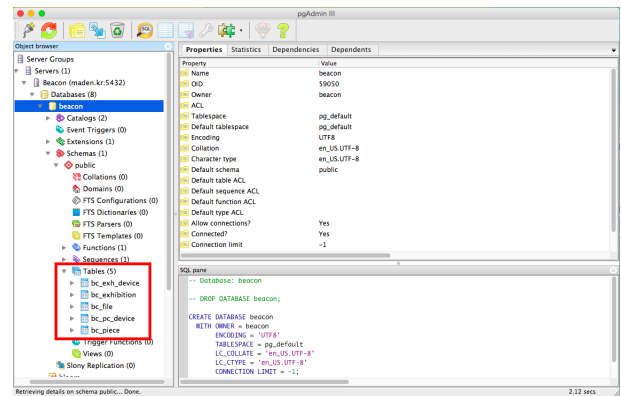 pgAdmin III
SQL
Object browser
Server Groups
Servers (1)
Beacon (maden.kr:5432)
Databases (8)
beacon
Catalogs (2)
Event Triggers (0)
Extensions (1)
Schemas (1)
public
Collations (0)
Domains (0)
FTS Configurations (0)
FTS Dictionaries (0)
FTS Parsers (0)
FTS Templates (0)
Functions (1)
Sequences (1)
Tables (5)
bc_exh_device
bc_exhibition
bc_file
bc_pc_device
bc_piece
Trigger Functions (0)
Views (0)
Slony Replication (0)
Properties Statistics Dependencies Dependents
Property Value
Name beacon
OID 59050
Owner beacon
ACL
Tablespace pg_default
Default tablespace pg_default
Encoding UTF8
Collation en_US.UTF-8
Character type en_US.UTF-8
Default schema public
Default table ACL
Default sequence ACL
Default function ACL
Default type ACL
Allow connections? Yes
Connected? Yes
Connection limit -1
SQL pane
-- Database: beacon
-- DROP DATABASE beacon;
CREATE DATABASE beacon
WITH OWNER = beacon
ENCODING = 'UTF8'
TABLESPACE = pg_default
LC_COLLATE = 'en_US.UTF-8'
LC_CTYPE = 'en_US.UTF-8'
CONNECTION LIMIT = -1;
Retrieving details on schema public... Done. 2.12 secs